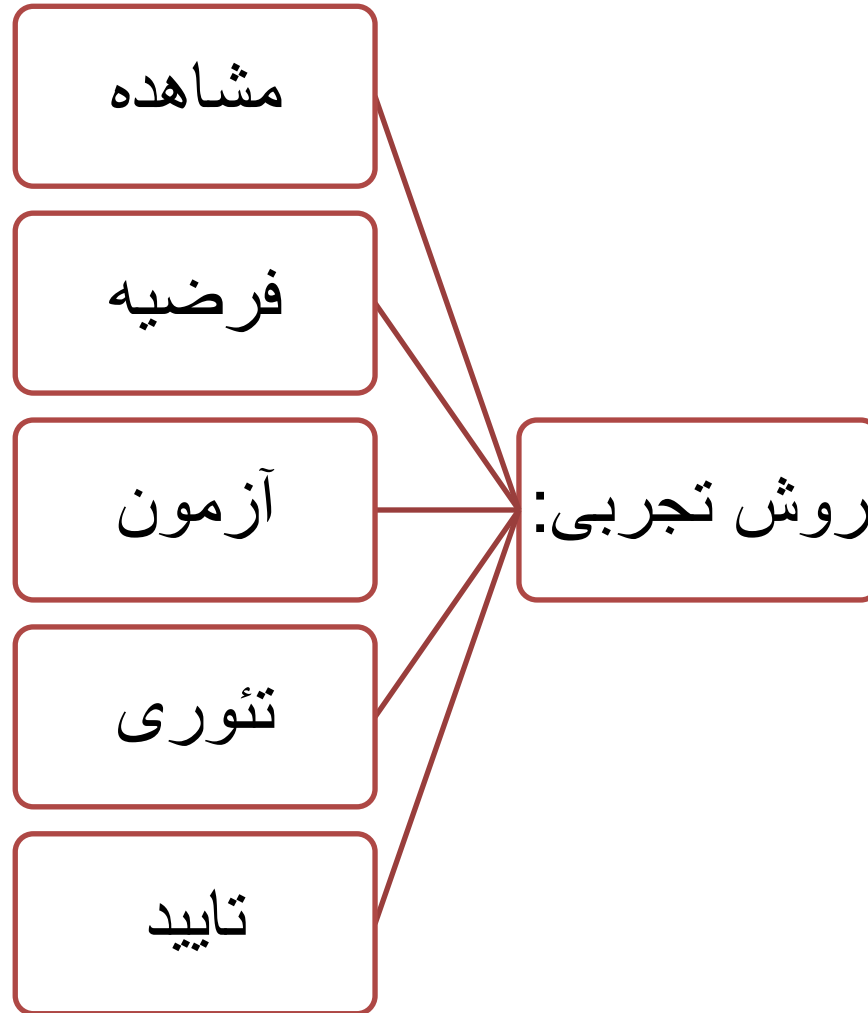 روش تجربی:
مشاهده
فرضیه
آزمون
تئوری
تایید